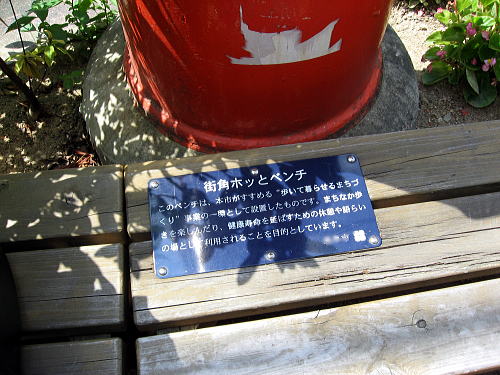 街角ホッとベンチ
このベンチは、本市がすすめる“歩いて暮らせるまちづ
くり”事業の一環として設置したものです。まちなか歩
きを楽しんだり、健康寿命を延ばすための休憩や語らい
の場として利用されることを目的としています。